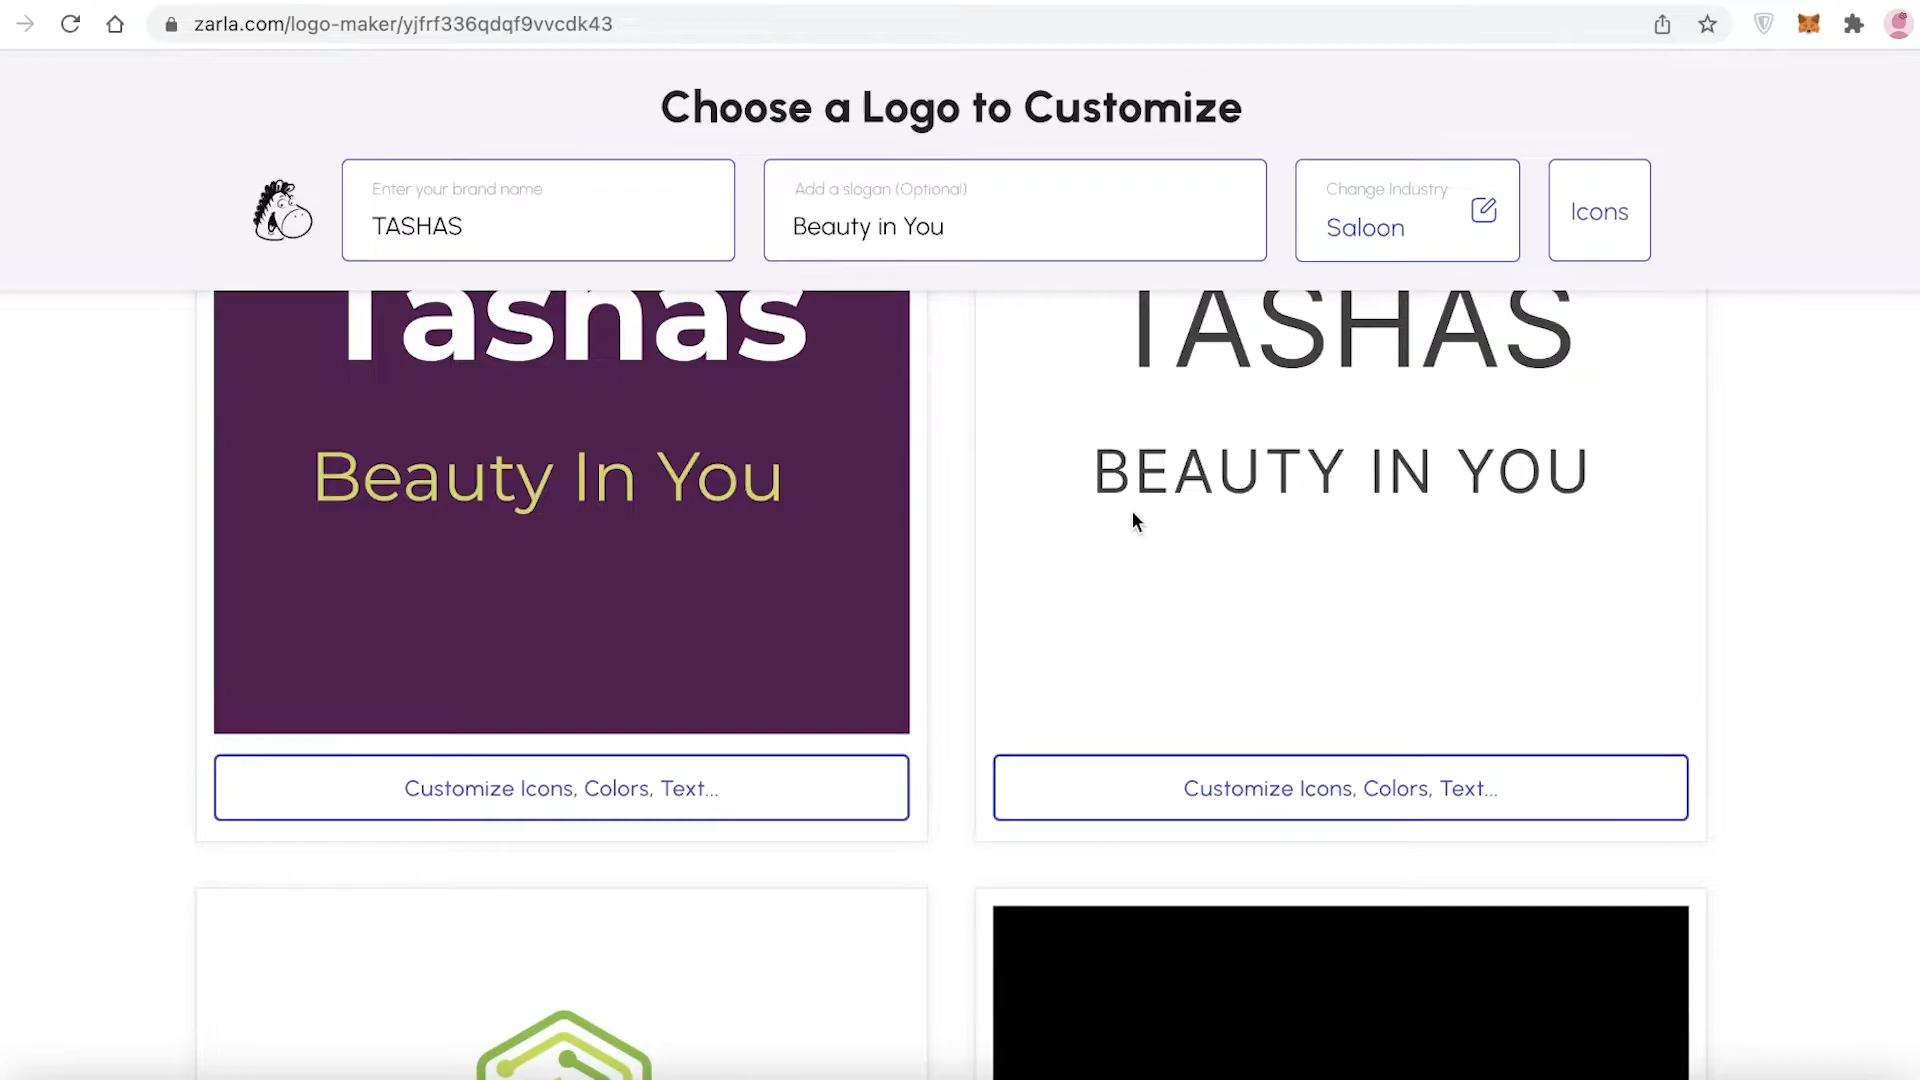 zarla.com/logo-maker/yjfrf336qdqf9vvcdk43
Choose a Logo to Customize
Enter your brand name
TASHAS
Add a slogan (Optional)
Beauty in You
Change Industry
Saloon
Icons
Tashas
Beauty In You
TASHAS
BEAUTY IN YOU
Customize Icons, Colors, Text...
Customize Icons, Colors, Text...